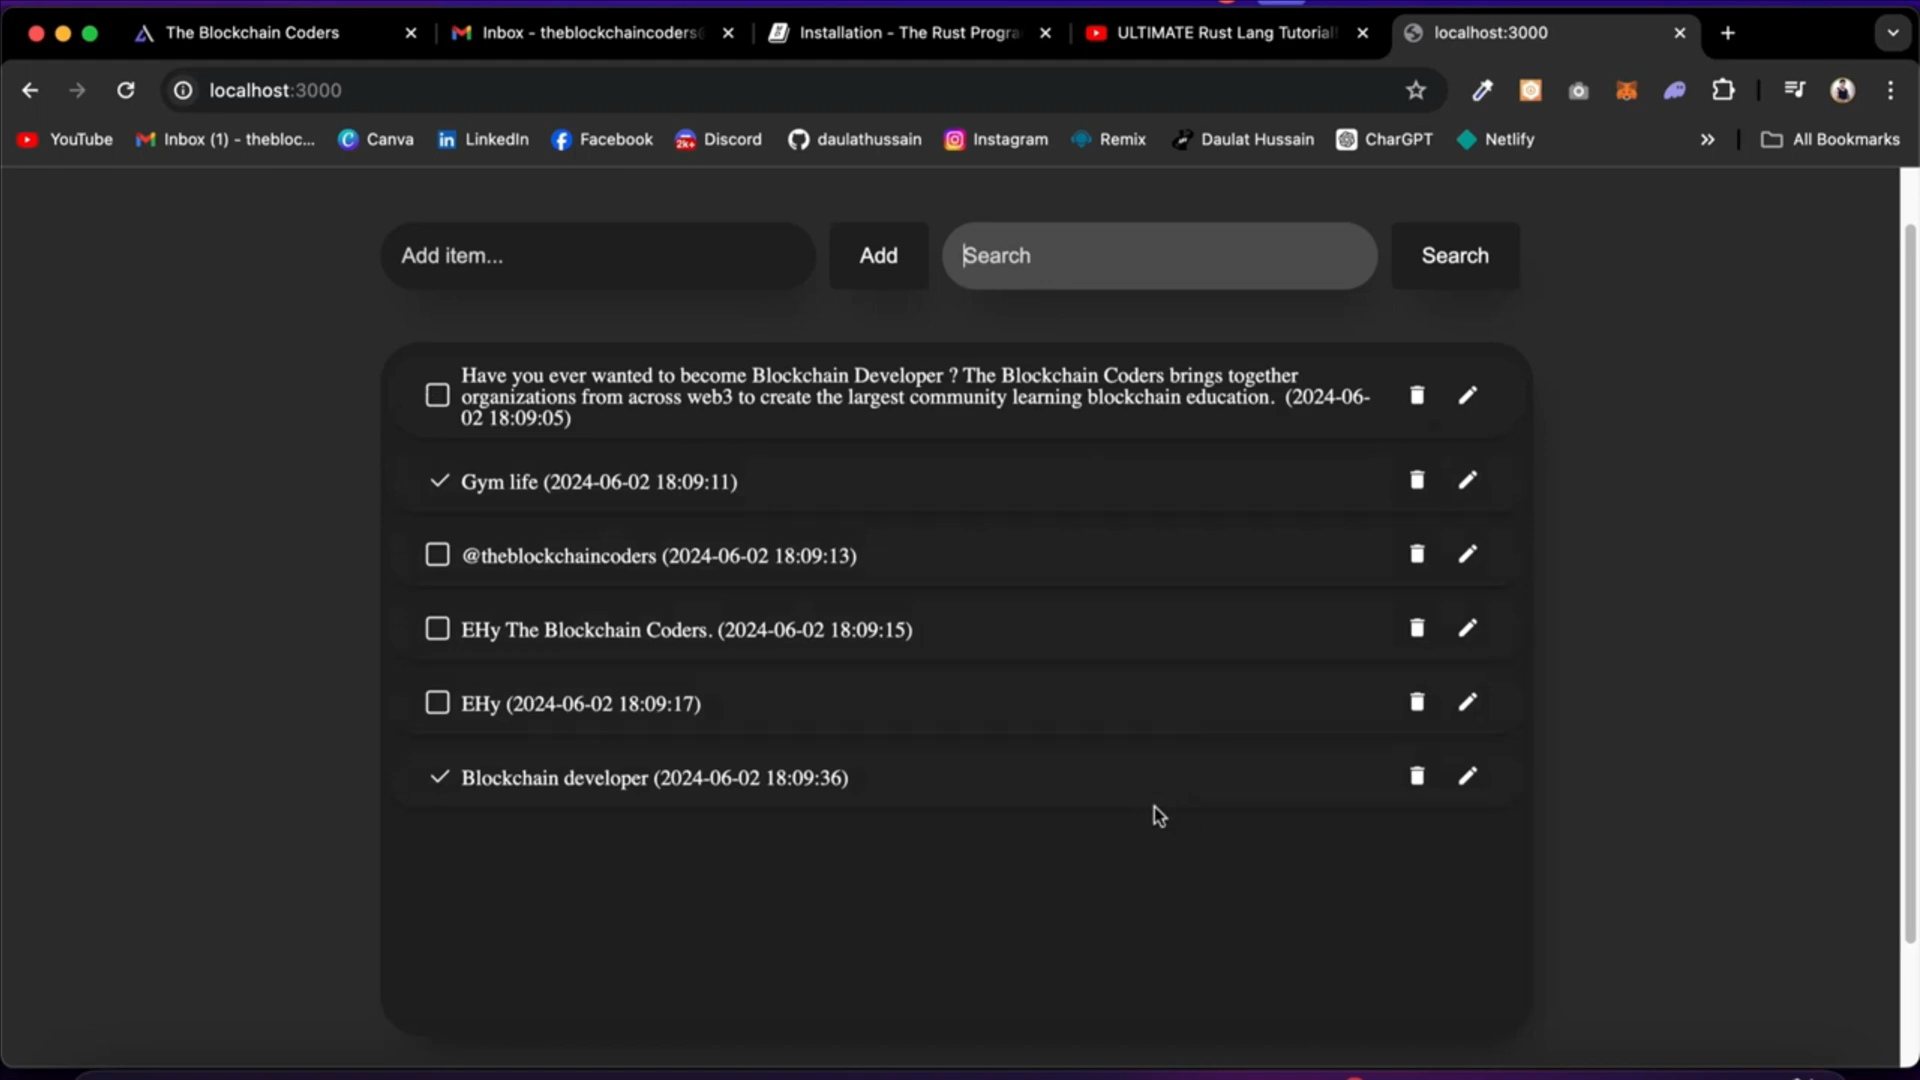 The Blockchain Coders
Inbox - theblockchaincoders
Installation - The Rust Progra
ULTIMATE Rust Lang Tutorial!
localhost:3000
localhost:3000
YouTube
Inbox (1) - thebloc...
Canva
LinkedIn
Facebook
Discord
daulathussain
Instagram
Remix
Daulat Hussain
CharGPT
Netlify
All Bookmarks
Add item...
Add
Search
Search
Have you ever wanted to become Blockchain Developer ? The Blockchain Coders brings together
organizations from across web3 to create the largest community learning blockchain education. (2024-06-
02 18:09:05)
Gym life (2024-06-02 18:09:11)
@theblockchaincoders (2024-06-02 18:09:13)
EHy The Blockchain Coders. (2024-06-02 18:09:15)
EHy (2024-06-02 18:09:17)
Blockchain developer (2024-06-02 18:09:36)